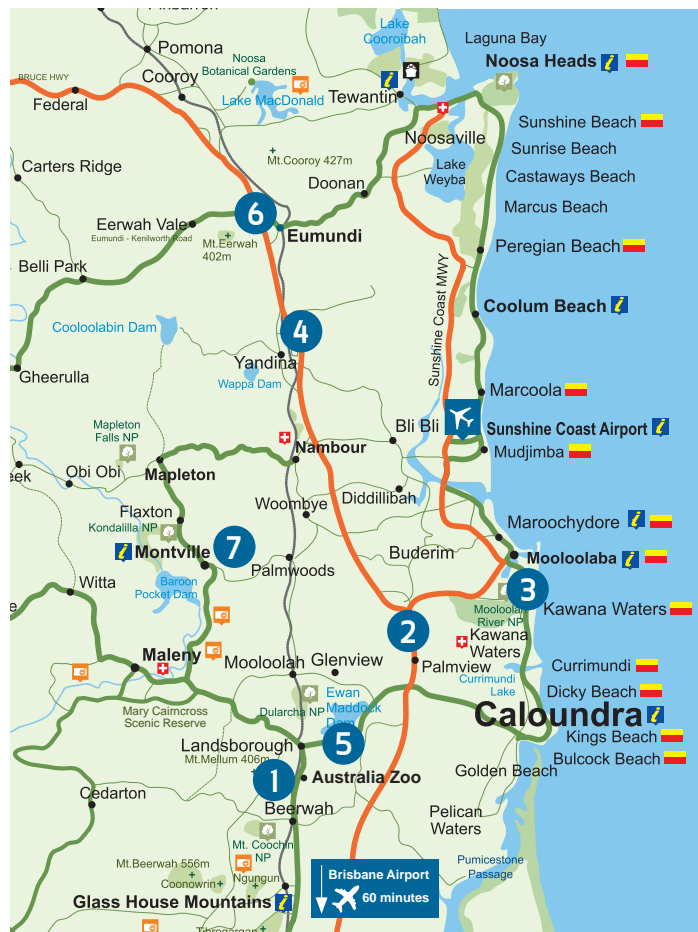 Pomona
Lake
Cooroibah
Laguna Bay
Noosa Heads
Noosa
Botanical Gardens
Cooroy
BRUCE HWY
Federal
Lake MacDonald
Tewantin
Noosaville
Sunshine Beach
Sunrise Beach
Mt.Cooroy 427m
Lake
Weyba
Carters Ridge
Castaways Beach
Doonan
Marcus Beach
6
Eerwah Vale
Eumundi - Kenilworth Road
Mt.Eerwah
402m
Eumundi
Peregian Beach
Belli Park
Sunshine Coast MWY
Coolum Beach
Cooloolabin Dam
4
Yandina
Gheerulla
Wappa Dam
Marcoola
Mapleton
Falls NP
Bli Bli
Sunshine Coast Airport
Nambour
Mudjimba
eek
Obi Obi
Mapleton
Diddillibah
Woombye
Flaxton
Kondalilla NP
Maroochydore
Montville
7
Buderim
Mooloolaba
Palmwoods
Witta
Baroon
Pocket Dam
3
Mooloolah
River NP
Kawana Waters
e
2
Kawana
Waters
Maleny
Mooloolah
Glenview
Palmview
Currimundi
Currimundi
Lake
Dicky Beach
Dularcha NP
Ewan
Maddock
Dam
Mary Cairncross
Scenic Reserve
Caloundra
Kings Beach
Landsborough
5
Mt.Mellum 406m
Bulcock Beach
1
Australia Zoo
Golden Beach
Cedarton
Beerwah
Pelican
Waters
Mt. Coochin
NP
Mt.Beerwah 556m
Coonowrin
Ngungun
Pumicestone
Passage
Brisbane Airport
60 minutes
Glass House Mountains
Tibrogargan